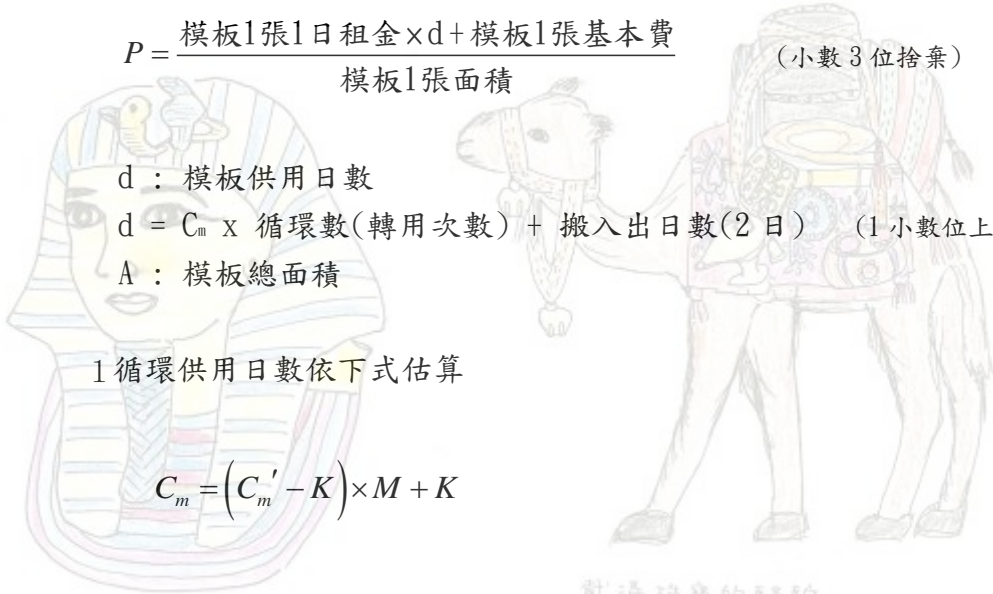 P = (模板1張1日租金×d+模板1張基本費) / 模板1張面積 (小數3位捨棄)
d : 模板供用日數
d = Cₘ x 循環數(轉用次數) + 搬入出日數(2日) (1小數位上
A : 模板總面積
1循環供用日數依下式估算
Cₘ = (Cₘ′ − K) × M + K